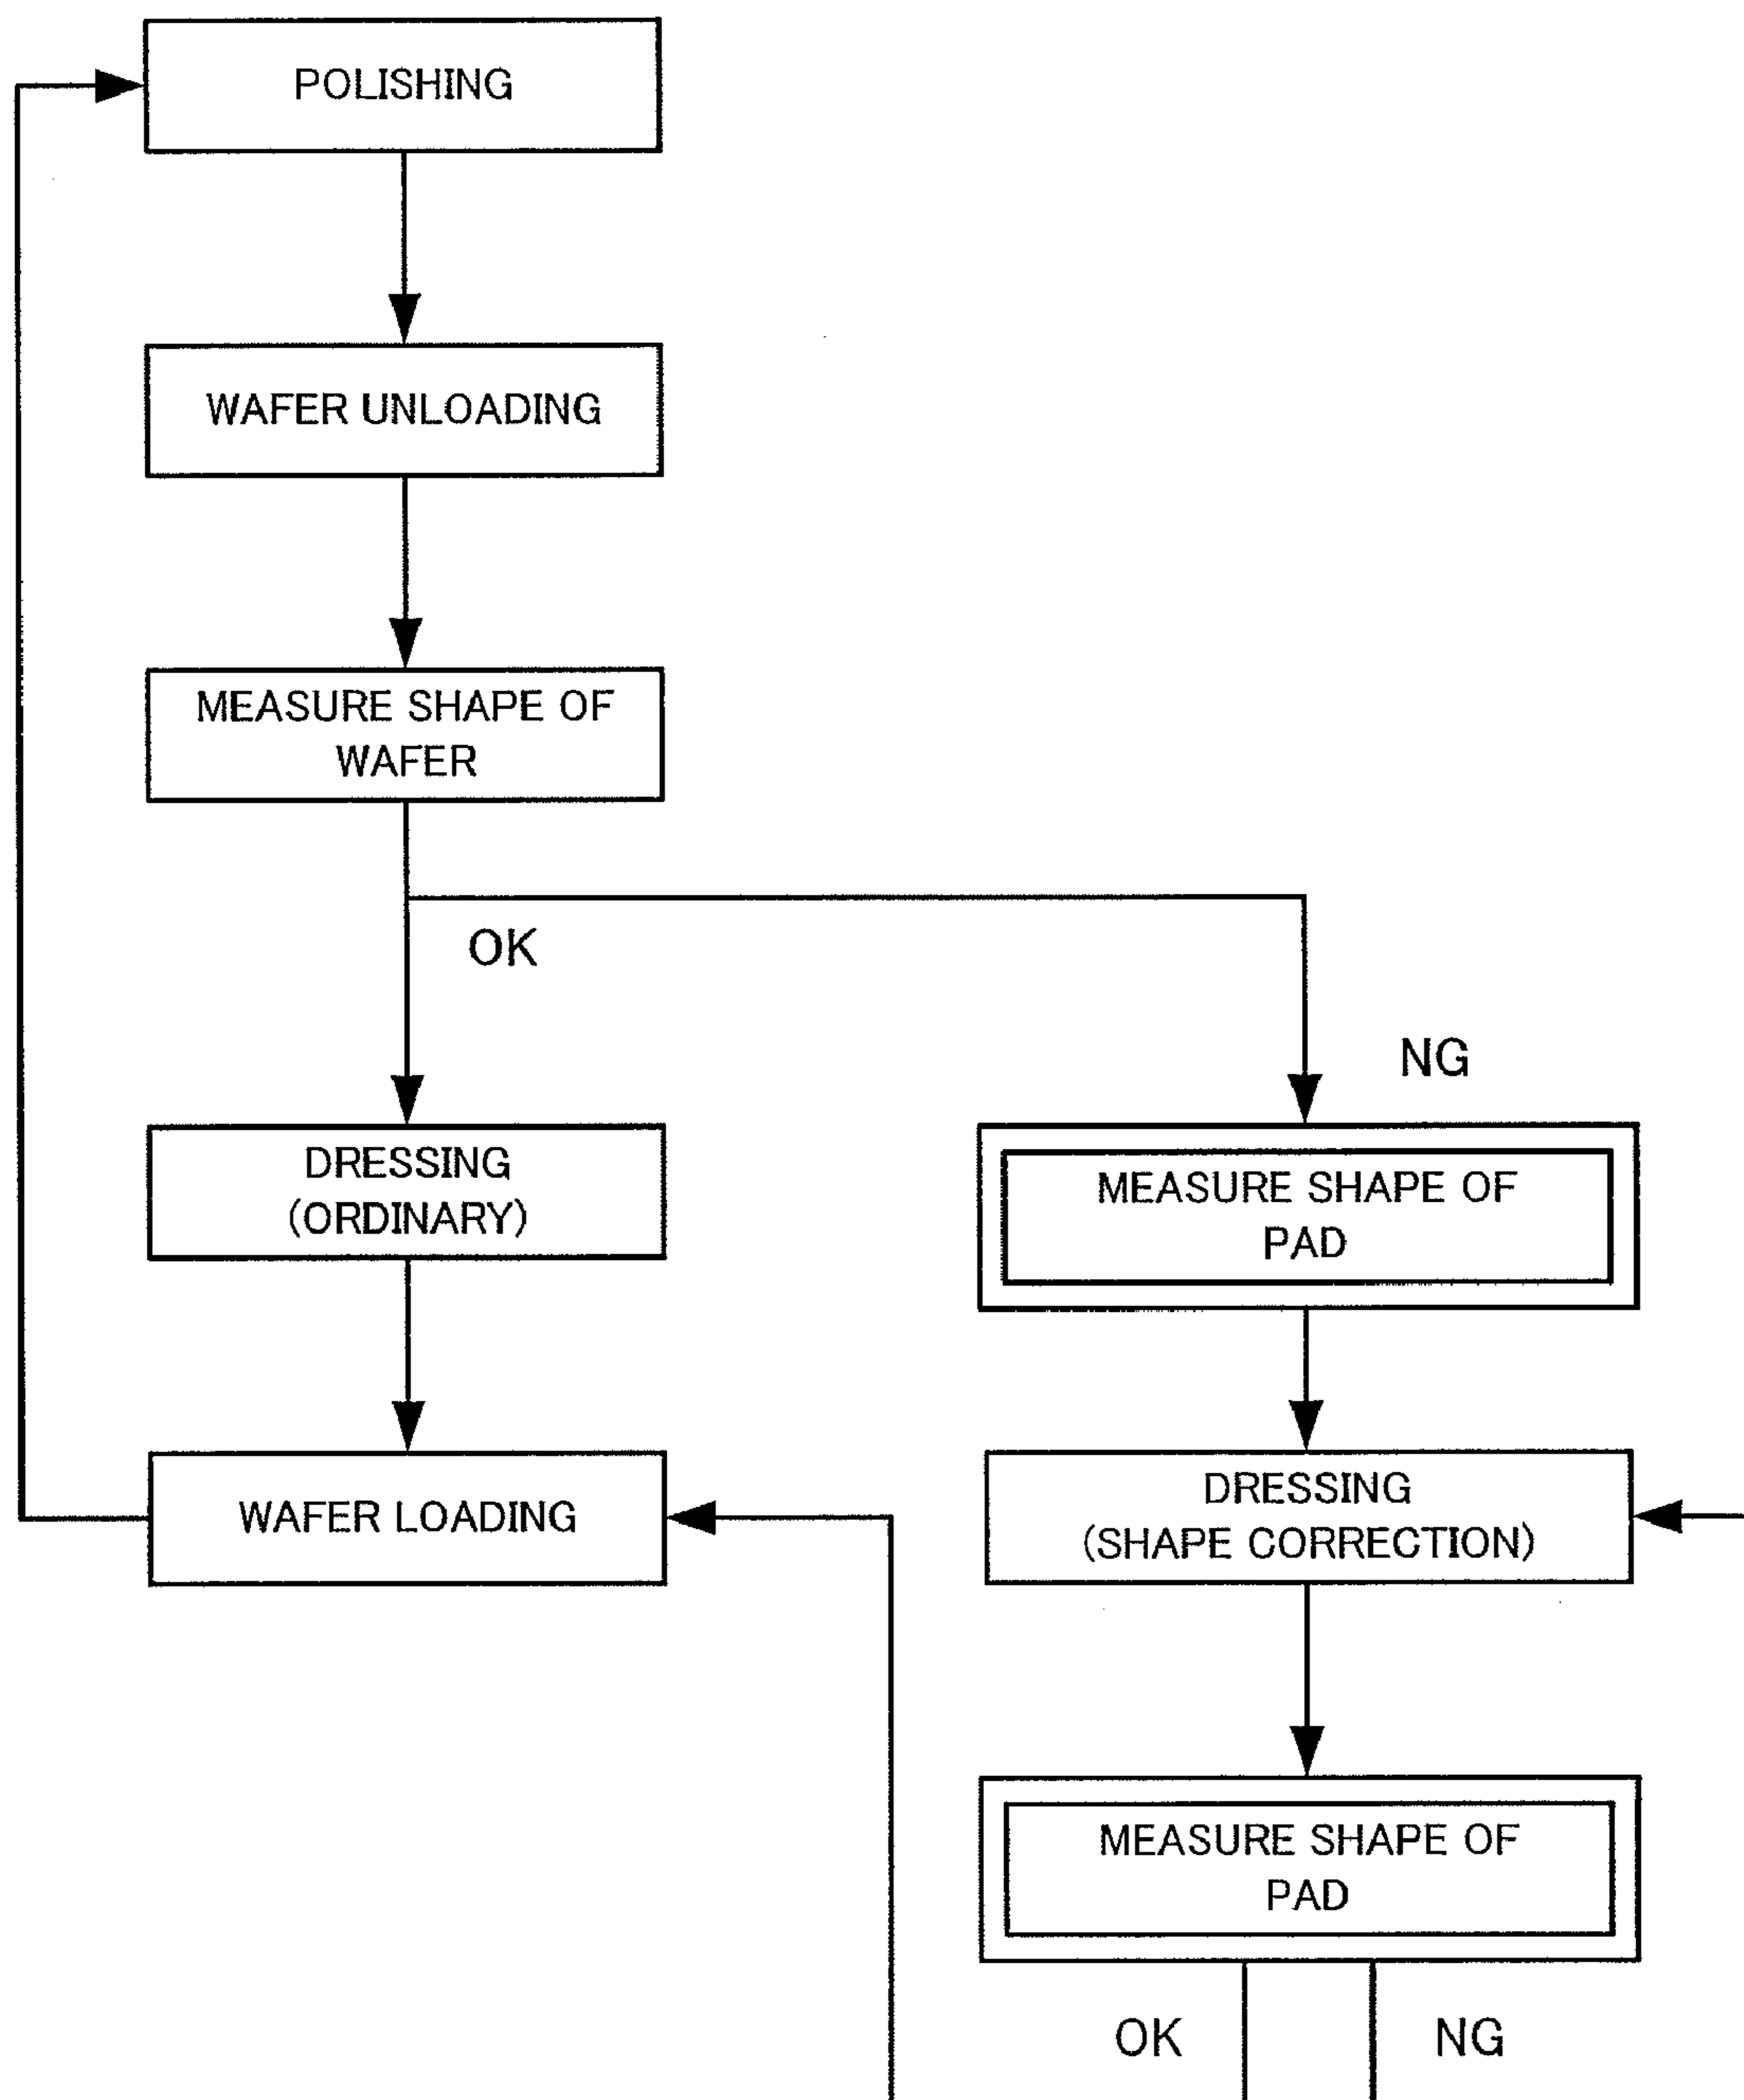 POLISHING
WAFER UNLOADING
MEASURE SHAPE OF
WAFER
OK
NG
DRESSING
(ORDINARY)
MEASURE SHAPE OF
PAD
WAFER LOADING
DRESSING
(SHAPE CORRECTION)
MEASURE SHAPE OF
PAD
OK
NG